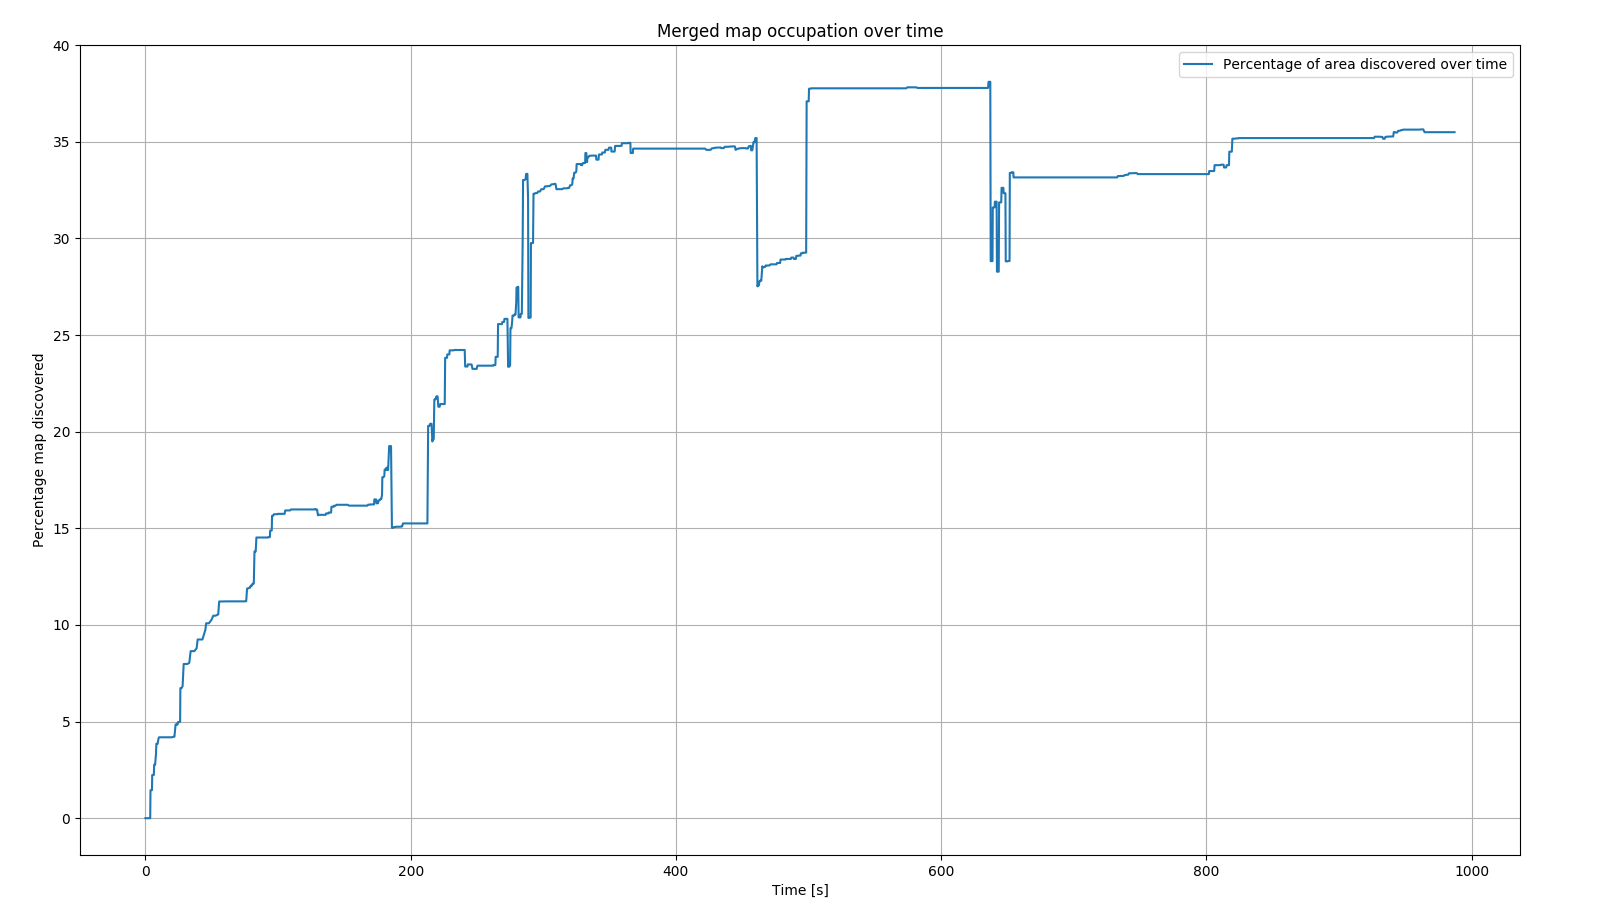 Merged map occupation over time
Percentage of area discovered over time
40
35
30
25
20
15
10
5
0
Percentage map discovered
0 200 400 600 800 1000
Time [s]